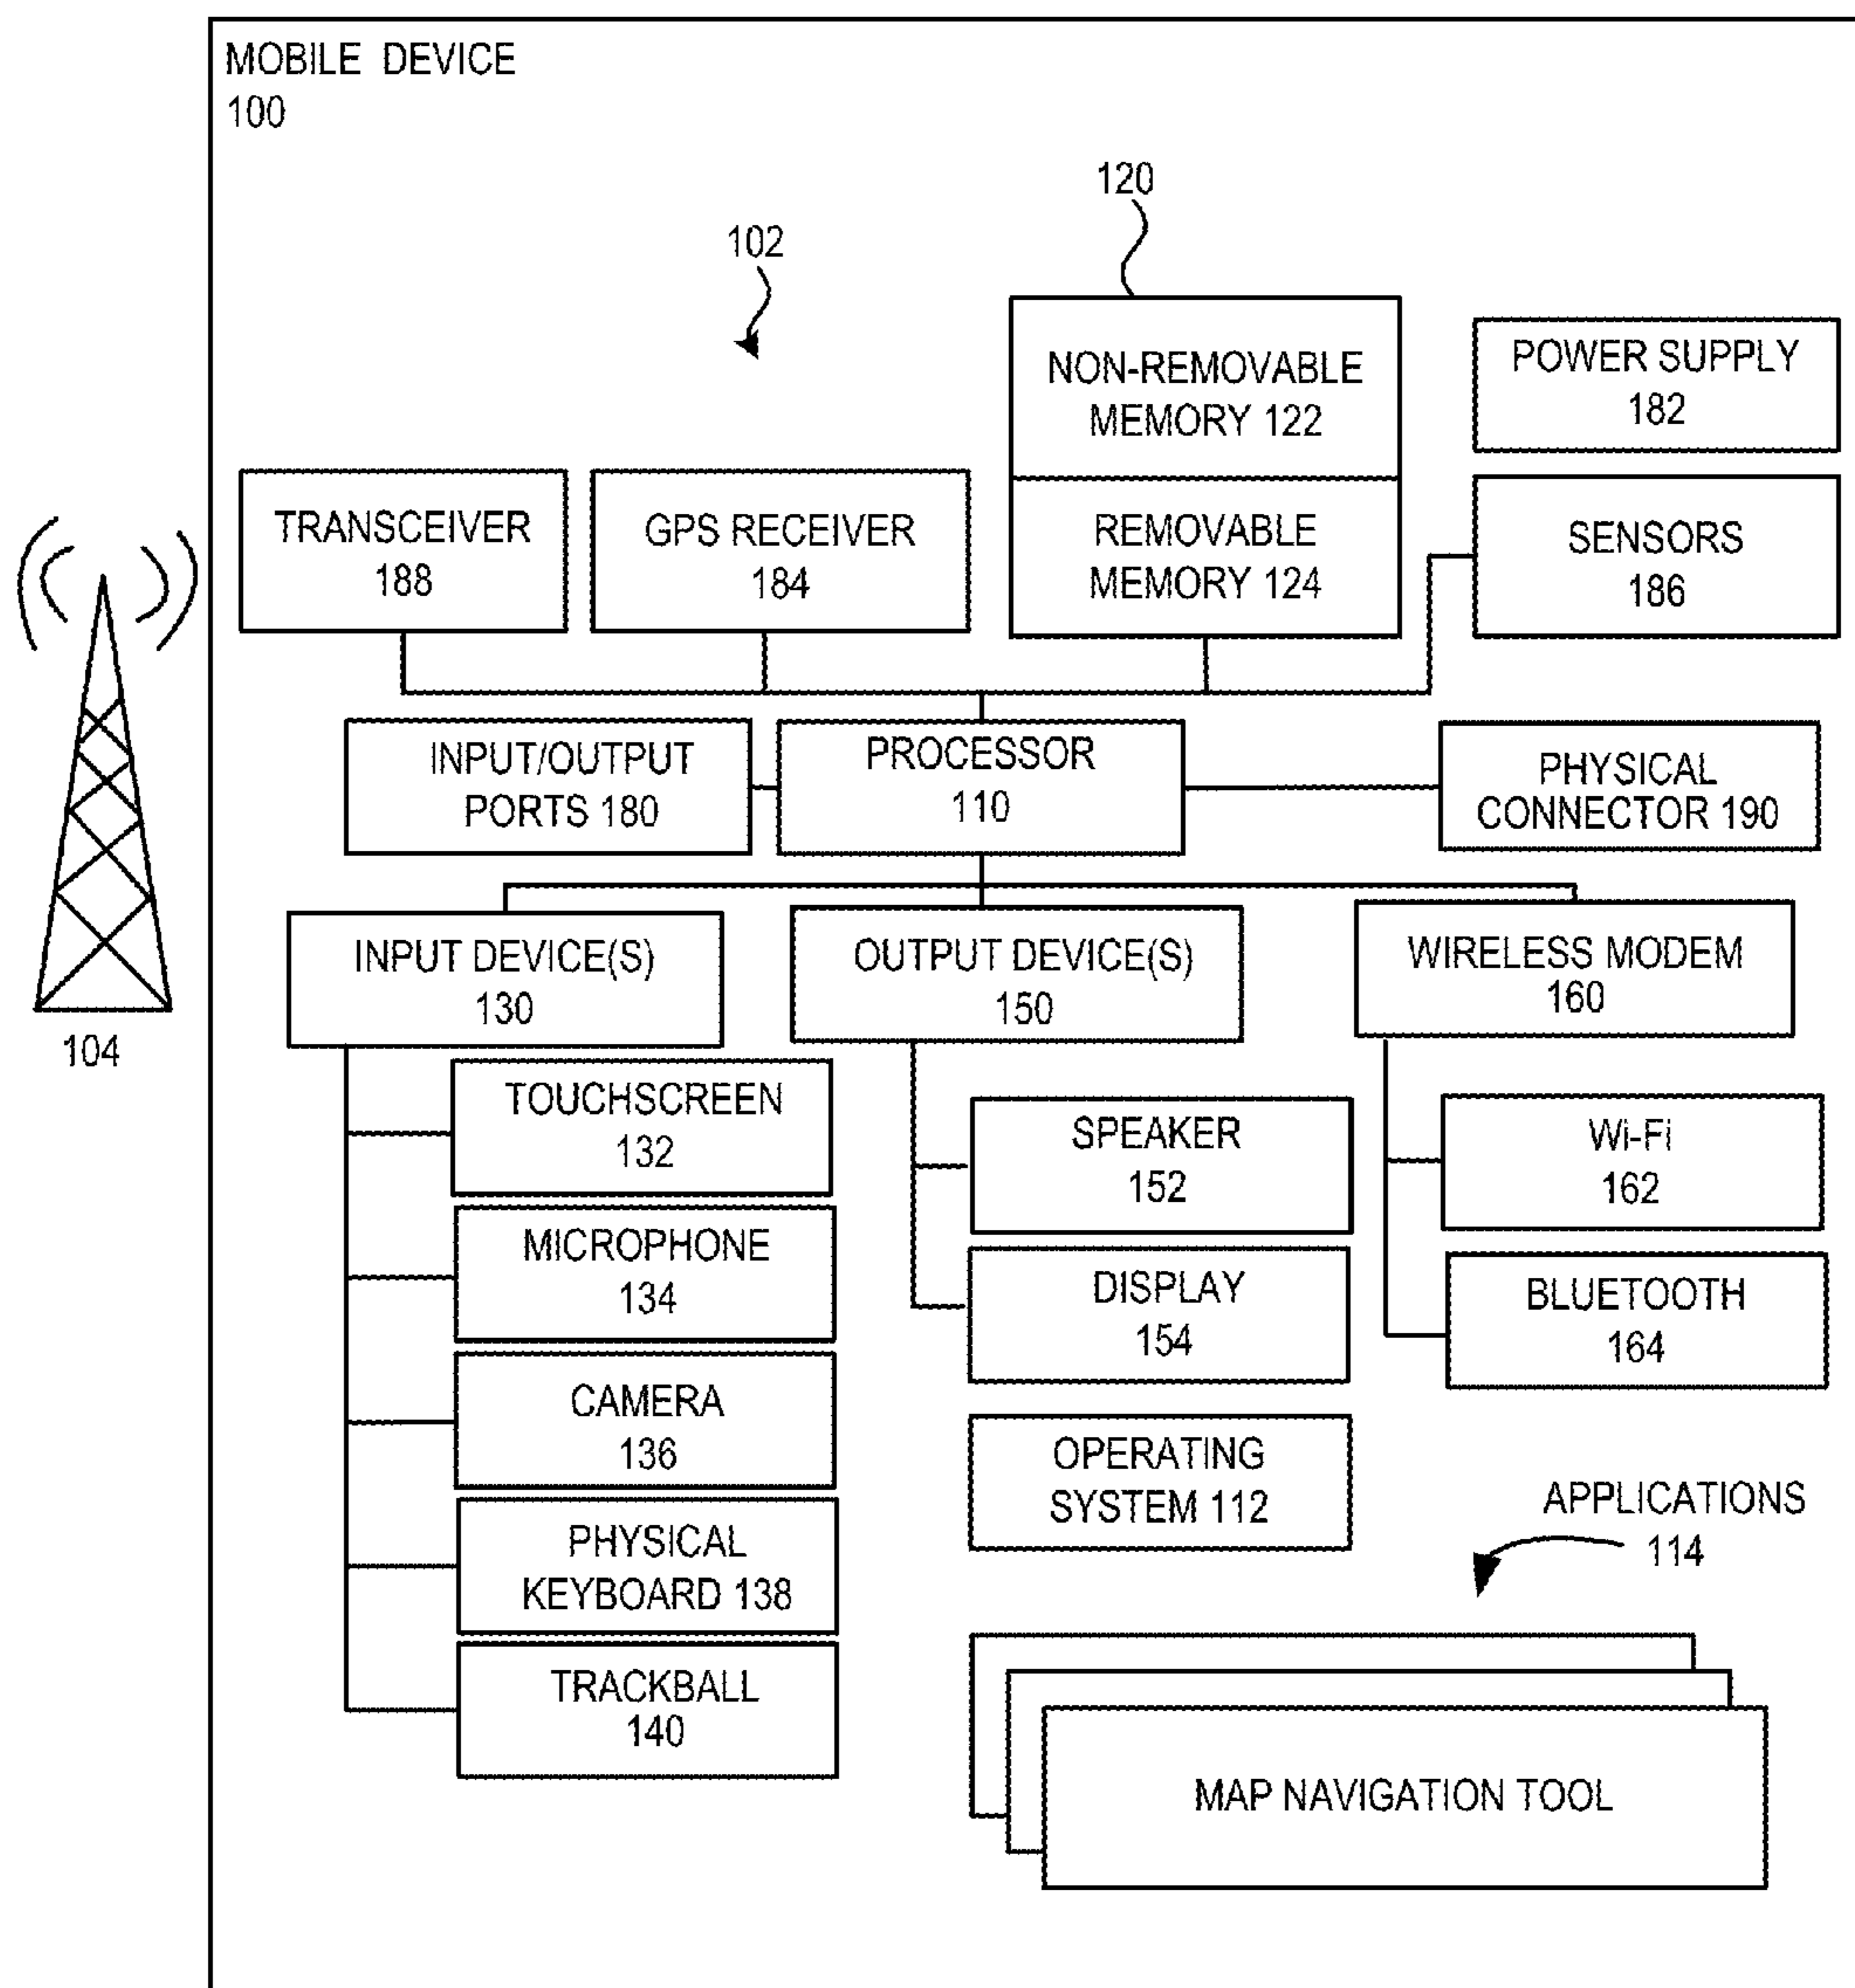 MOBILE DEVICE
100
120
102
NON-REMOVABLE
MEMORY 122
POWER SUPPLY
182
TRANSCEIVER
188
GPS RECEIVER
184
REMOVABLE
MEMORY 124
SENSORS
186
INPUT/OUTPUT
PORTS 180
PROCESSOR
110
PHYSICAL
CONNECTOR 190
INPUT DEVICE(S)
130
OUTPUT DEVICE(S)
150
WIRELESS MODEM
160
104
TOUCHSCREEN
132
SPEAKER
152
Wi-Fi
162
MICROPHONE
134
DISPLAY
154
BLUETOOTH
164
CAMERA
136
OPERATING
SYSTEM 112
APPLICATIONS
114
PHYSICAL
KEYBOARD 138
TRACKBALL
140
MAP NAVIGATION TOOL